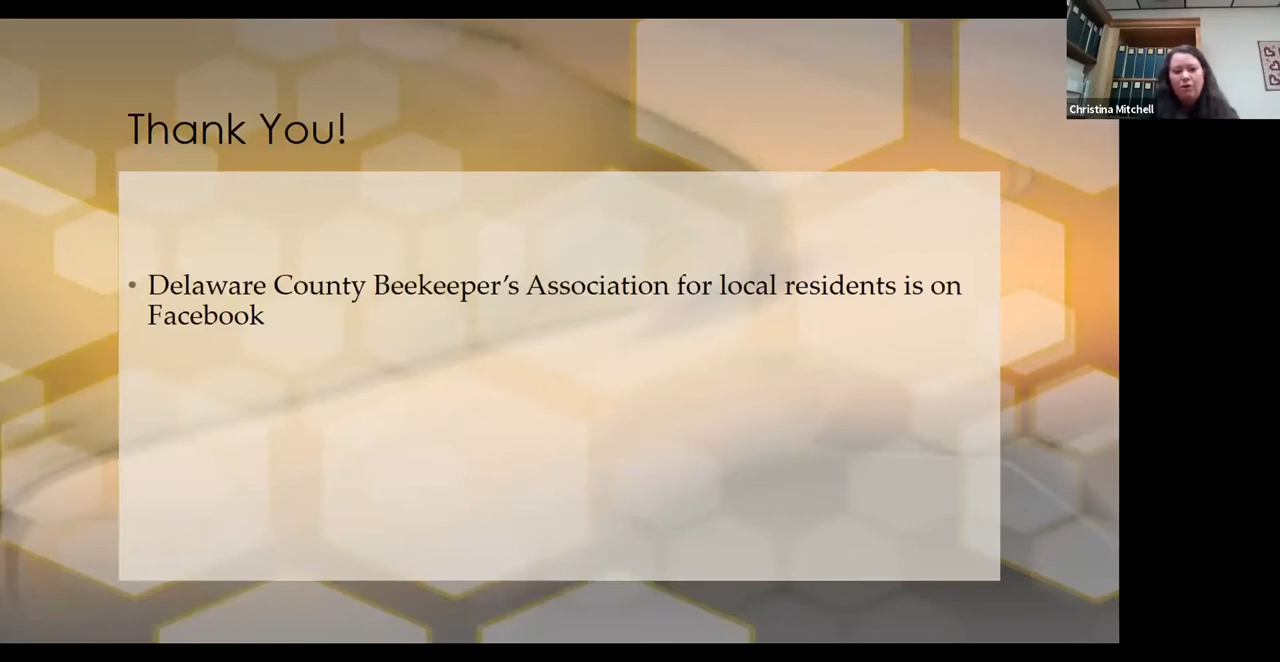 Thank You!
• Delaware County Beekeeper’s Association for local residents is on
Facebook
Christina Mitchell